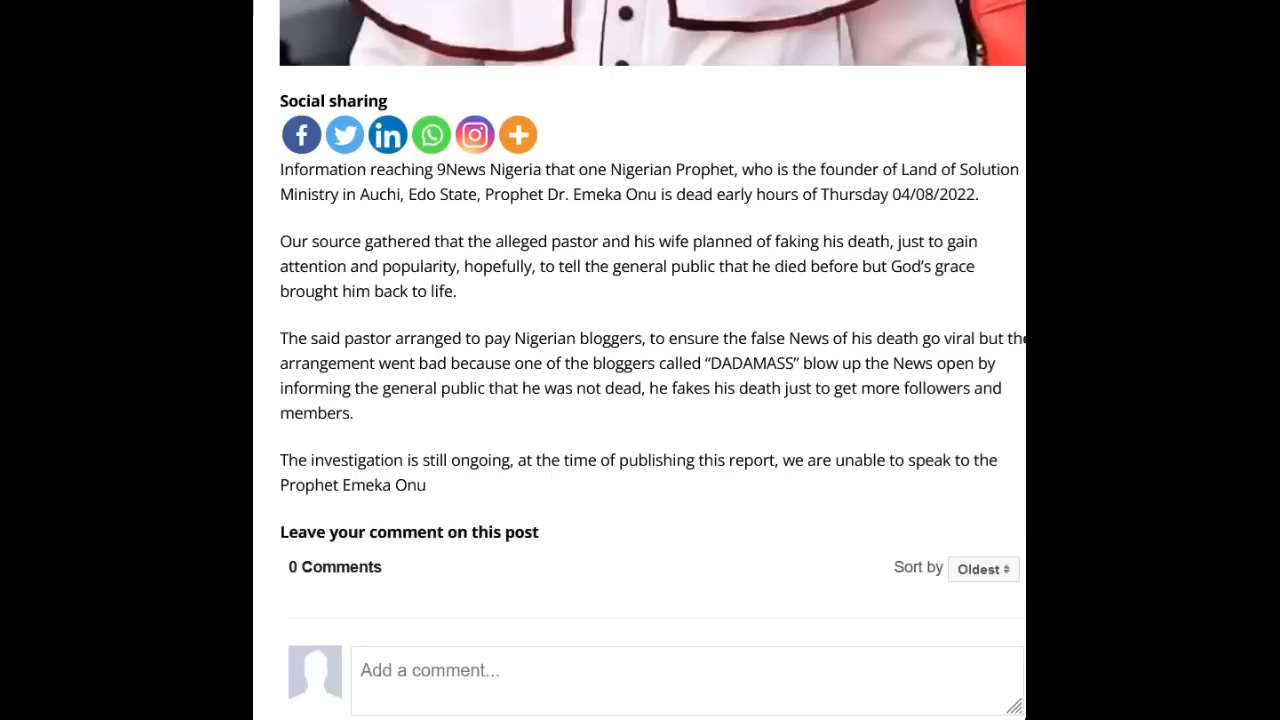 Social sharing
Information reaching 9News Nigeria that one Nigerian Prophet, who is the founder of Land of Solution
Ministry in Auchi, Edo State, Prophet Dr. Emeka Onu is dead early hours of Thursday 04/08/2022.
Our source gathered that the alleged pastor and his wife planned of faking his death, just to gain
attention and popularity, hopefully, to tell the general public that he died before but God’s grace
brought him back to life.
The said pastor arranged to pay Nigerian bloggers, to ensure the false News of his death go viral but the
arrangement went bad because one of the bloggers called “DADAMASS” blow up the News open by
informing the general public that he was not dead, he fakes his death just to get more followers and
members.
The investigation is still ongoing, at the time of publishing this report, we are unable to speak to the
Prophet Emeka Onu
Leave your comment on this post
0 Comments Sort by Oldest
Add a comment...